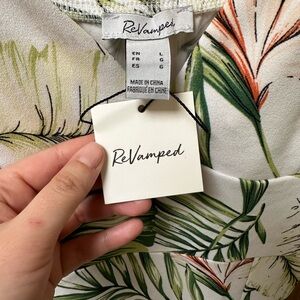 ReVamped
EN L
FR G
ES G
MADE IN CHINA
FABRIQUÉ EN CHINE
ReVamped